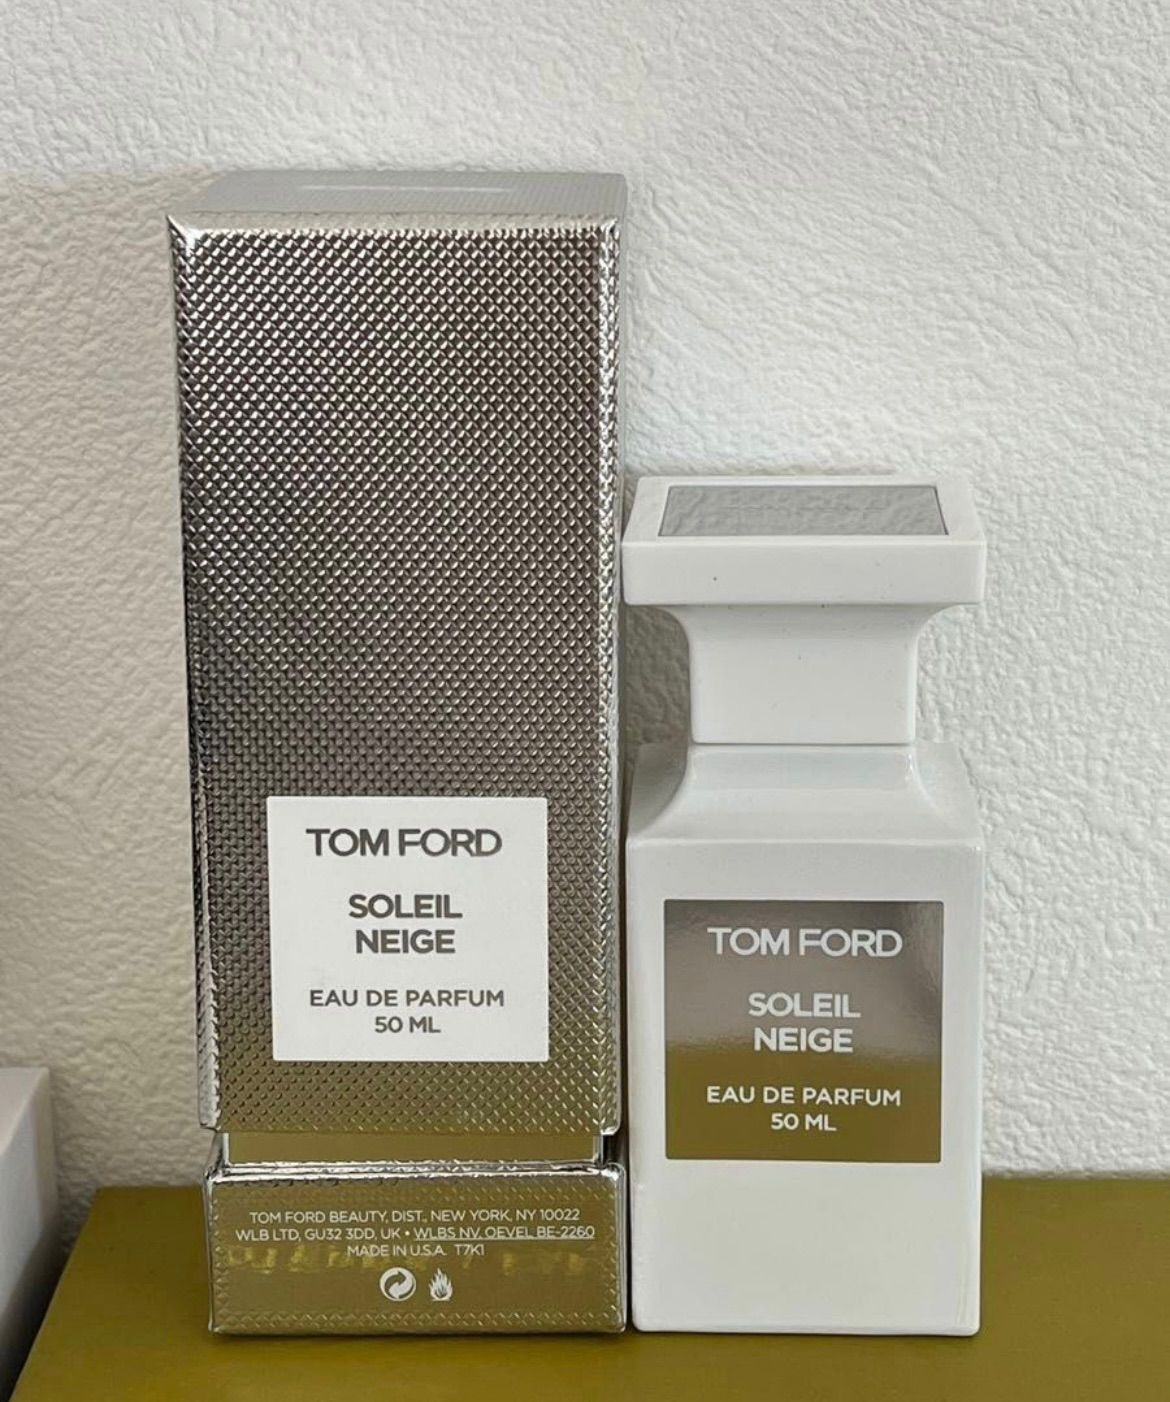 TOM FORD
SOLEIL
NEIGE
EAU DE PARFUM
50 ML
TOM FORD BEAUTY, DIST., NEW YORK, NY 10022
WLB LTD, GU32 3DD, UK • WLBS NV. OEVEL BE-2260
MADE IN U.S.A. T7K1
TOM FORD
SOLEIL
NEIGE
EAU DE PARFUM
50 ML